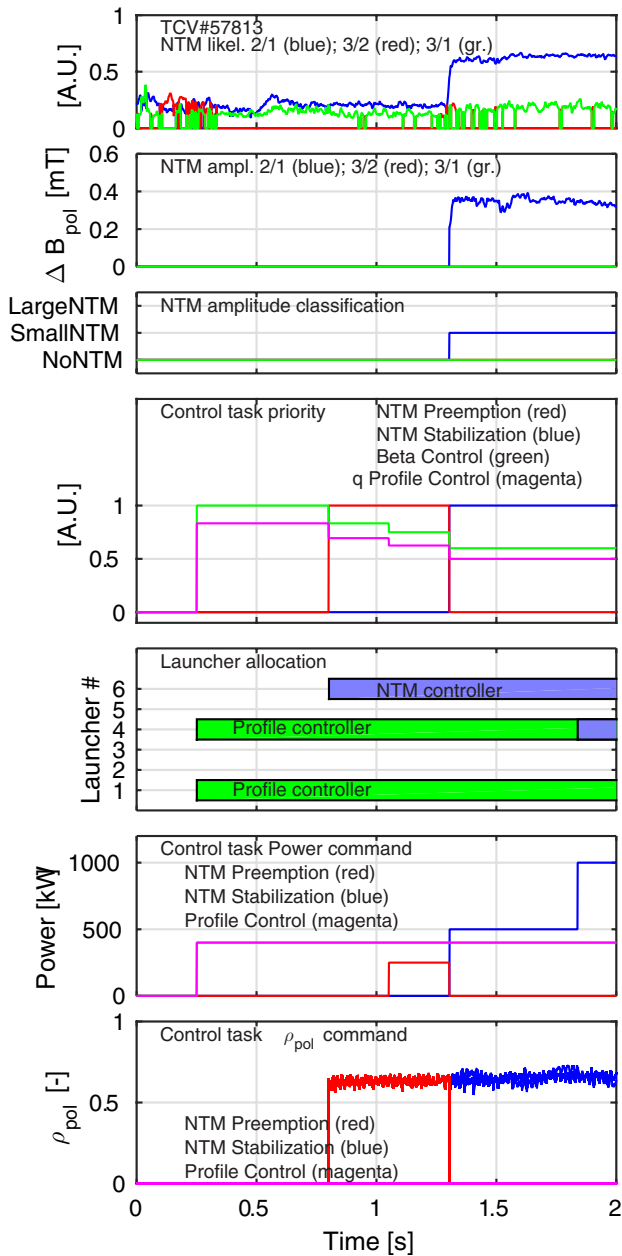 TCV#57813
NTM likel. 2/1 (blue); 3/2 (red); 3/1 (gr.)
[A.U.]
1
0.5
0
NTM ampl. 2/1 (blue); 3/2 (red); 3/1 (gr.)
Δ B_pol [mT]
0.6
0.4
0.2
0
NTM amplitude classification
LargeNTM
SmallNTM
NoNTM
Control task priority
NTM Preemption (red)
NTM Stabilization (blue)
Beta Control (green)
q Profile Control (magenta)
[A.U.]
1
0.5
0
Launcher allocation
Launcher #
6
5
4
3
2
1
NTM controller
Profile controller
Profile controller
Control task Power command
NTM Preemption (red)
NTM Stabilization (blue)
Profile Control (magenta)
Power [kW]
1000
500
0
Control task ρ_pol command
ρ_pol [-]
1
0.5
0
NTM Preemption (red)
NTM Stabilization (blue)
Profile Control (magenta)
0 0.5 1 1.5 2
Time [s]